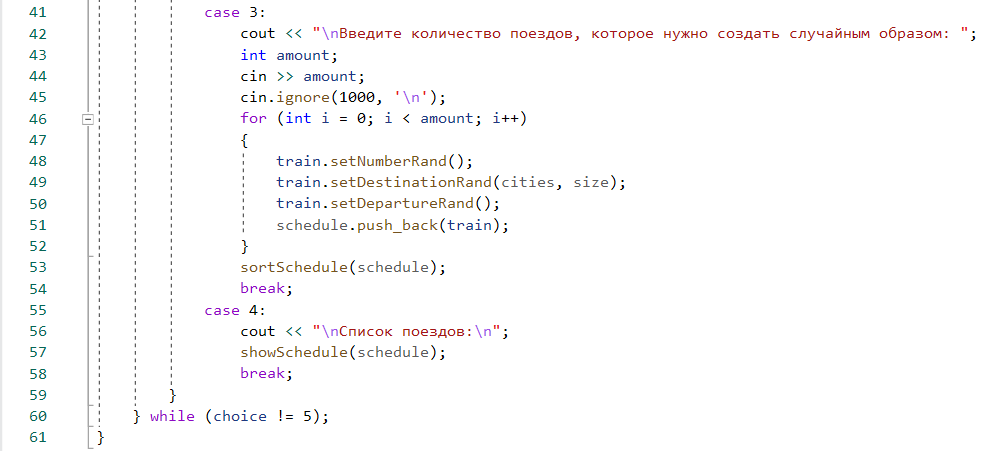 41 case 3:
42 cout << "\nВведите количество поездов, которое нужно создать случайным образом: ";
43 int amount;
44 cin >> amount;
45 cin.ignore(1000, '\n');
46 for (int i = 0; i < amount; i++)
47 {
48 train.setNumberRand();
49 train.setDestinationRand(cities, size);
50 train.setDepartureRand();
51 schedule.push_back(train);
52 }
53 sortSchedule(schedule);
54 break;
55 case 4:
56 cout << "\nСписок поездов:\n";
57 showSchedule(schedule);
58 break;
59 }
60 } while (choice != 5);
61 }